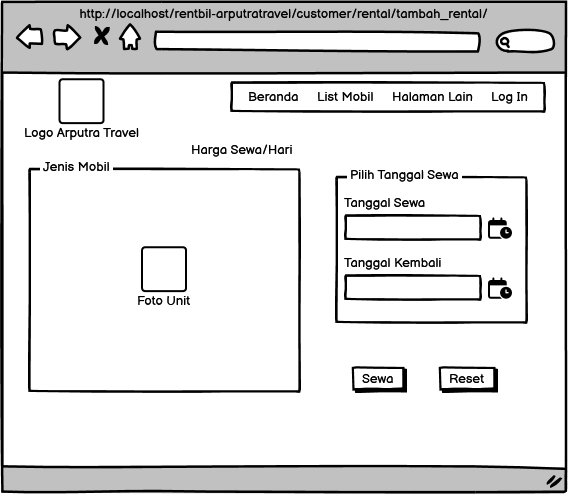 http://localhost/rentbil-arputratravel/customer/rental/tambah_rental/
Beranda List Mobil Halaman Lain Log In
Logo Arputra Travel
Harga Sewa/Hari
Jenis Mobil
Foto Unit
Pilih Tanggal Sewa
Tanggal Sewa
Tanggal Kembali
Sewa Reset